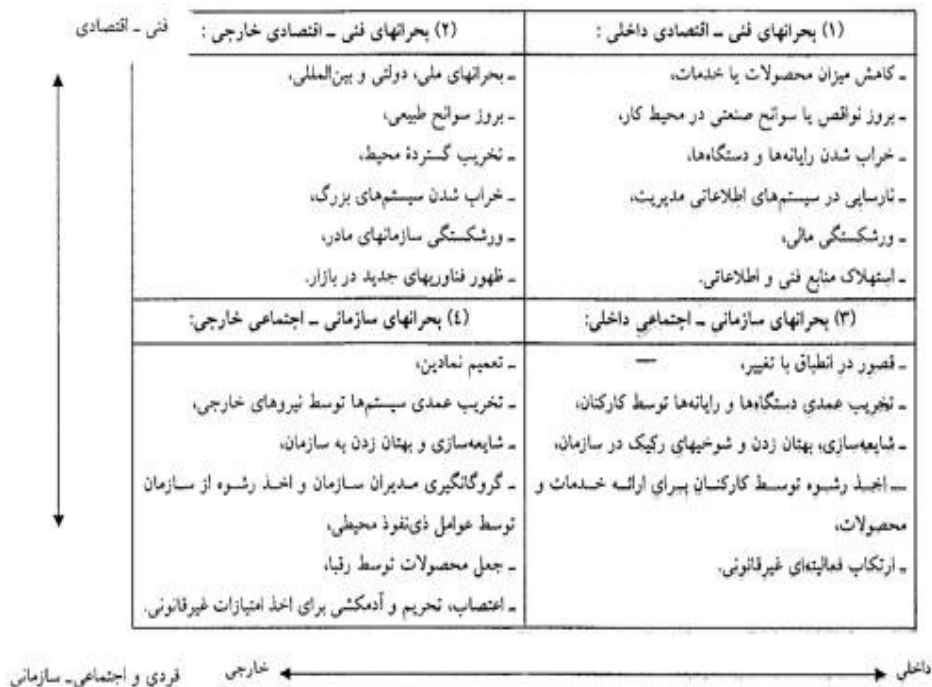 فنی ـ اقتصادی
(۱) بحرانهای فنی ـ اقتصادی داخلی :
ـ کاهش میزان محصولات یا خدمات،
ـ بروز نواقص یا سوانح صنعتی در محیط کار،
ـ خراب شدن رایانه‌ها و دستگاه‌ها،
ـ نارسایی در سیستم‌های اطلاعاتی مدیریت،
ـ ورشکستگی مالی،
ـ استهلاک منابع فنی و اطلاعاتی.
(۲) بحرانهای فنی ـ اقتصادی خارجی :
ـ بحرانهای ملی، دولتی و بین‌المللی،
ـ بروز سوانح طبیعی،
ـ تخریب گستردهٔ محیط،
ـ خراب شدن سیستم‌های بزرگ،
ـ ورشکستگی سازمانهای مادر،
ـ ظهور فناوریهای جدید در بازار.
(۳) بحرانهای سازمانی ـ اجتماعی داخلی:
ـ قصور در انطباق با تغییر،
ـ تخریب عمدی دستگاه‌ها و رایانه‌ها توسط کارکنان،
ـ شایعه‌سازی، بهتان زدن و شوخیهای رکیک در سازمان،
ـ اخذ رشوه توسط کارکنان برای ارائه خدمات و
محصولات،
ـ ارتکاب فعالیتهای غیرقانونی.
(٤) بحرانهای سازمانی ـ اجتماعی خارجی:
ـ تعمیم نمادین،
ـ تخریب عمدی سیستم‌ها توسط نیروهای خارجی،
ـ شایعه‌سازی و بهتان زدن به سازمان،
ـ گروگانگیری مدیران سازمان و اخذ رشوه از سازمان
توسط عوامل ذی‌نفوذ محیطی،
ـ جعل محصولات توسط رقبا،
ـ اعتصاب، تحریم و آدمکشی برای اخذ امتیازات غیرقانونی.
داخلی
خارجی
فردی و اجتماعی ـ سازمانی